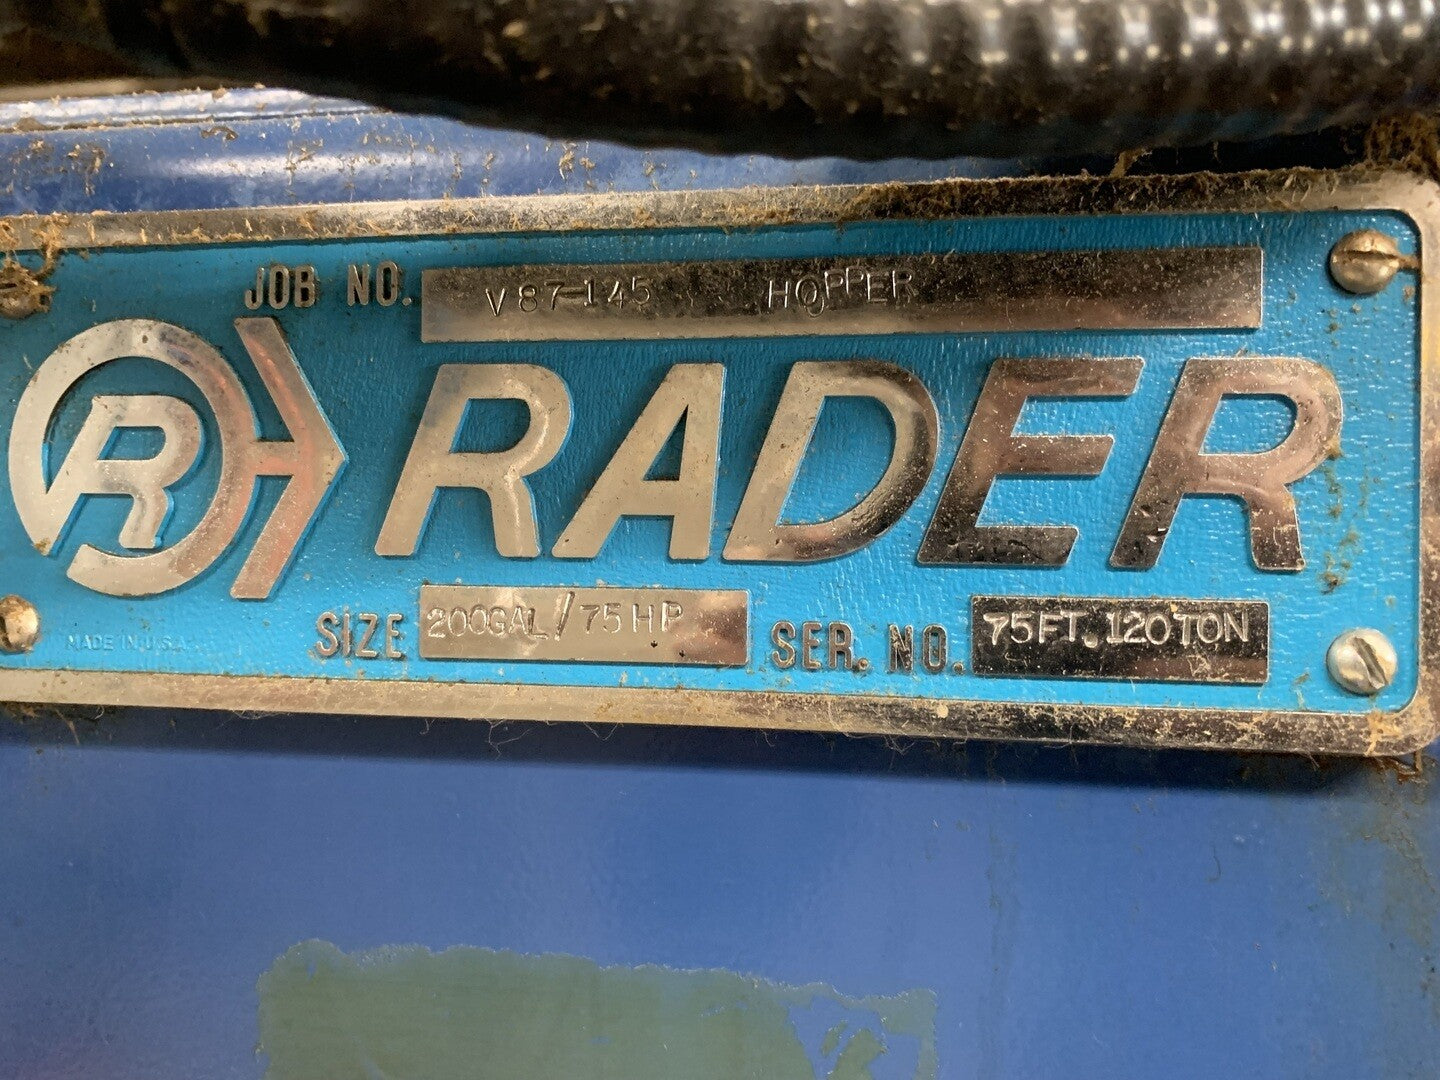 JOB NO. V87-145 HOPPER
R RADER
SIZE 200GAL/75HP SER. NO. 75FT. 120TON
MADE IN U.S.A.